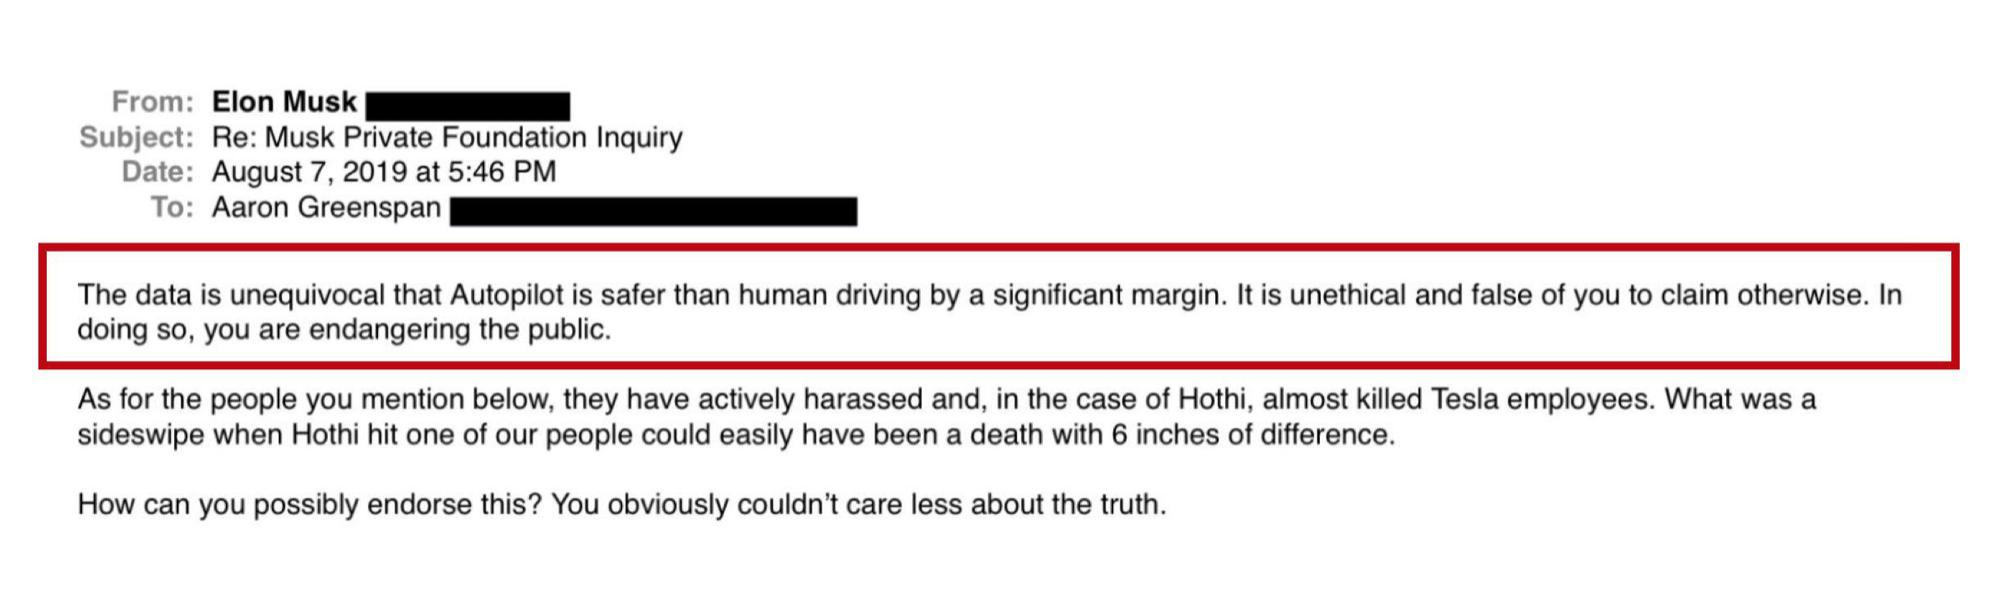 From: Elon Musk
Subject: Re: Musk Private Foundation Inquiry
Date: August 7, 2019 at 5:46 PM
To: Aaron Greenspan
The data is unequivocal that Autopilot is safer than human driving by a significant margin. It is unethical and false of you to claim otherwise. In
doing so, you are endangering the public.
As for the people you mention below, they have actively harassed and, in the case of Hothi, almost killed Tesla employees. What was a
sideswipe when Hothi hit one of our people could easily have been a death with 6 inches of difference.
How can you possibly endorse this? You obviously couldn’t care less about the truth.